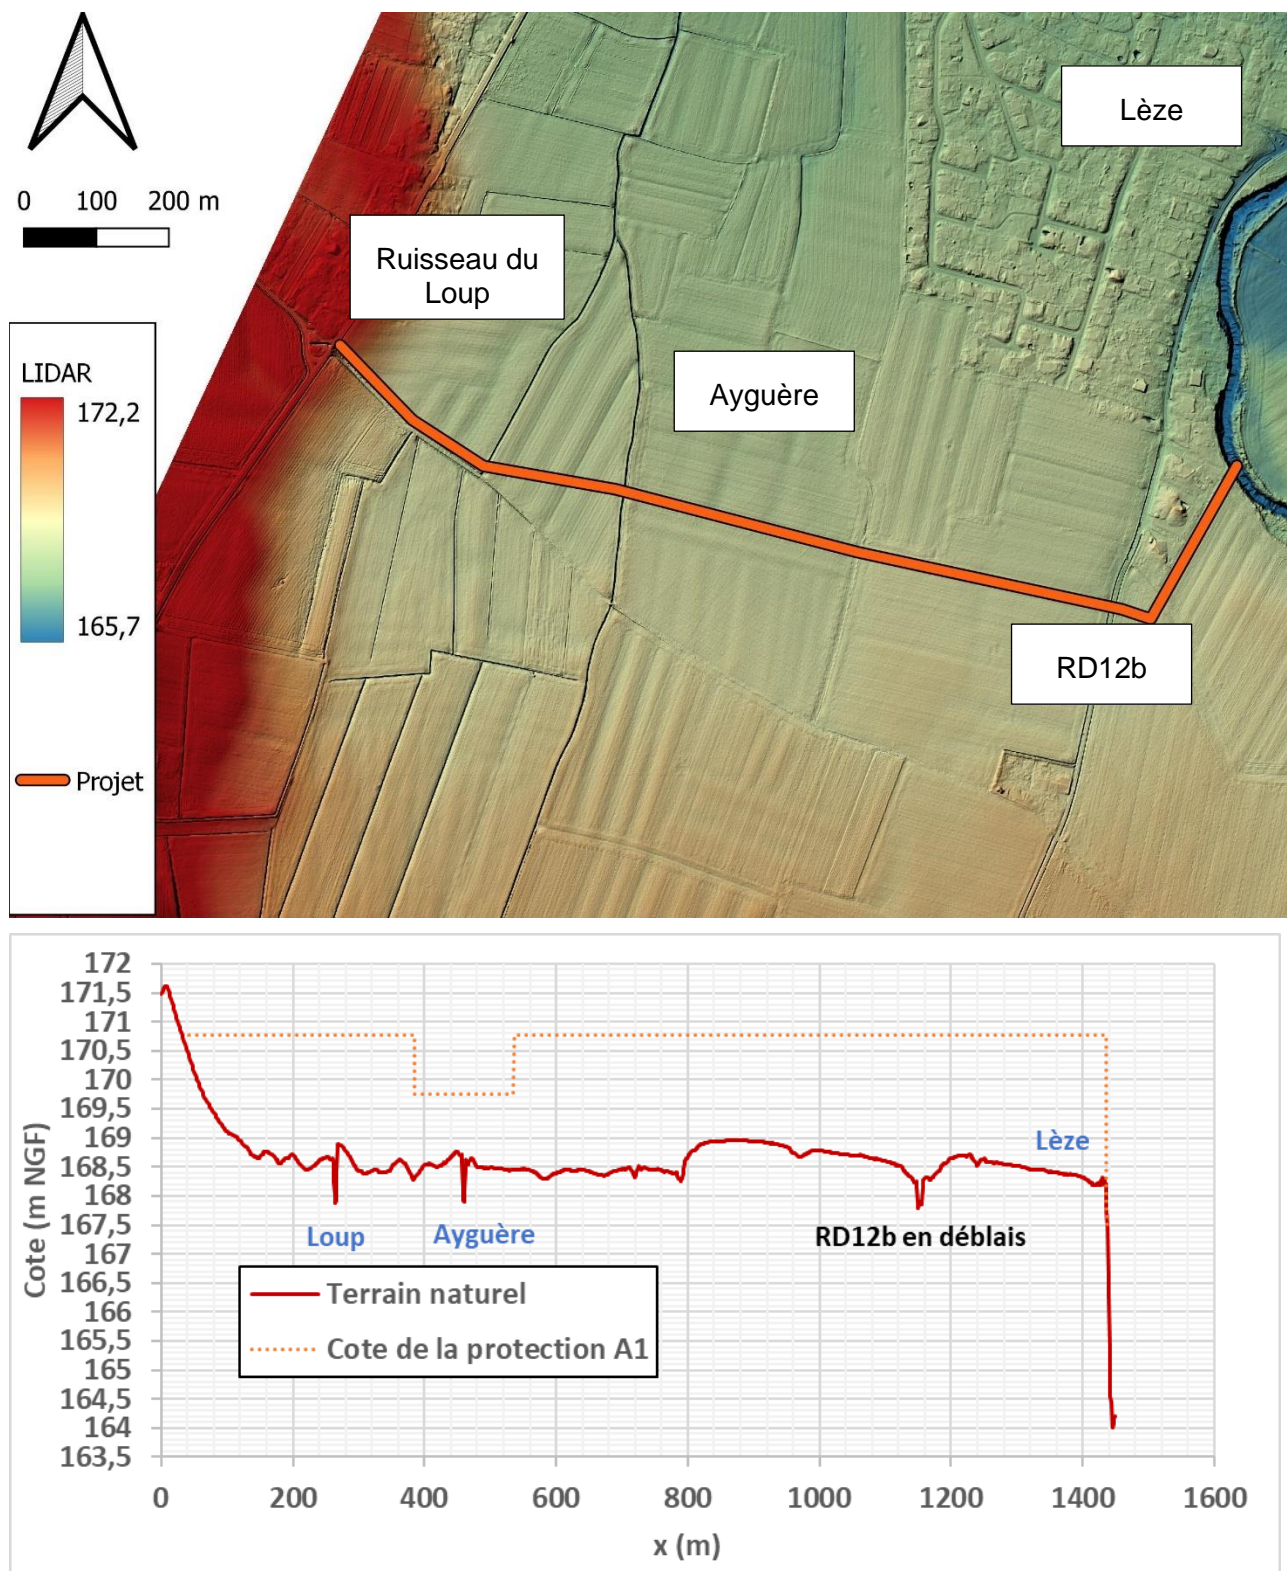 Lèze
0 100 200 m
Ruisseau du
Loup
LIDAR
172,2
Ayguère
165,7
RD12b
Projet
172
171,5
171
170,5
170
169,5
169
168,5
168
167,5
167
166,5
166
165,5
165
164,5
164
163,5
Cote (m NGF)
Lèze
Loup
Ayguère
RD12b en déblais
Terrain naturel
Cote de la protection A1
0 200 400 600 800 1000 1200 1400 1600
x (m)